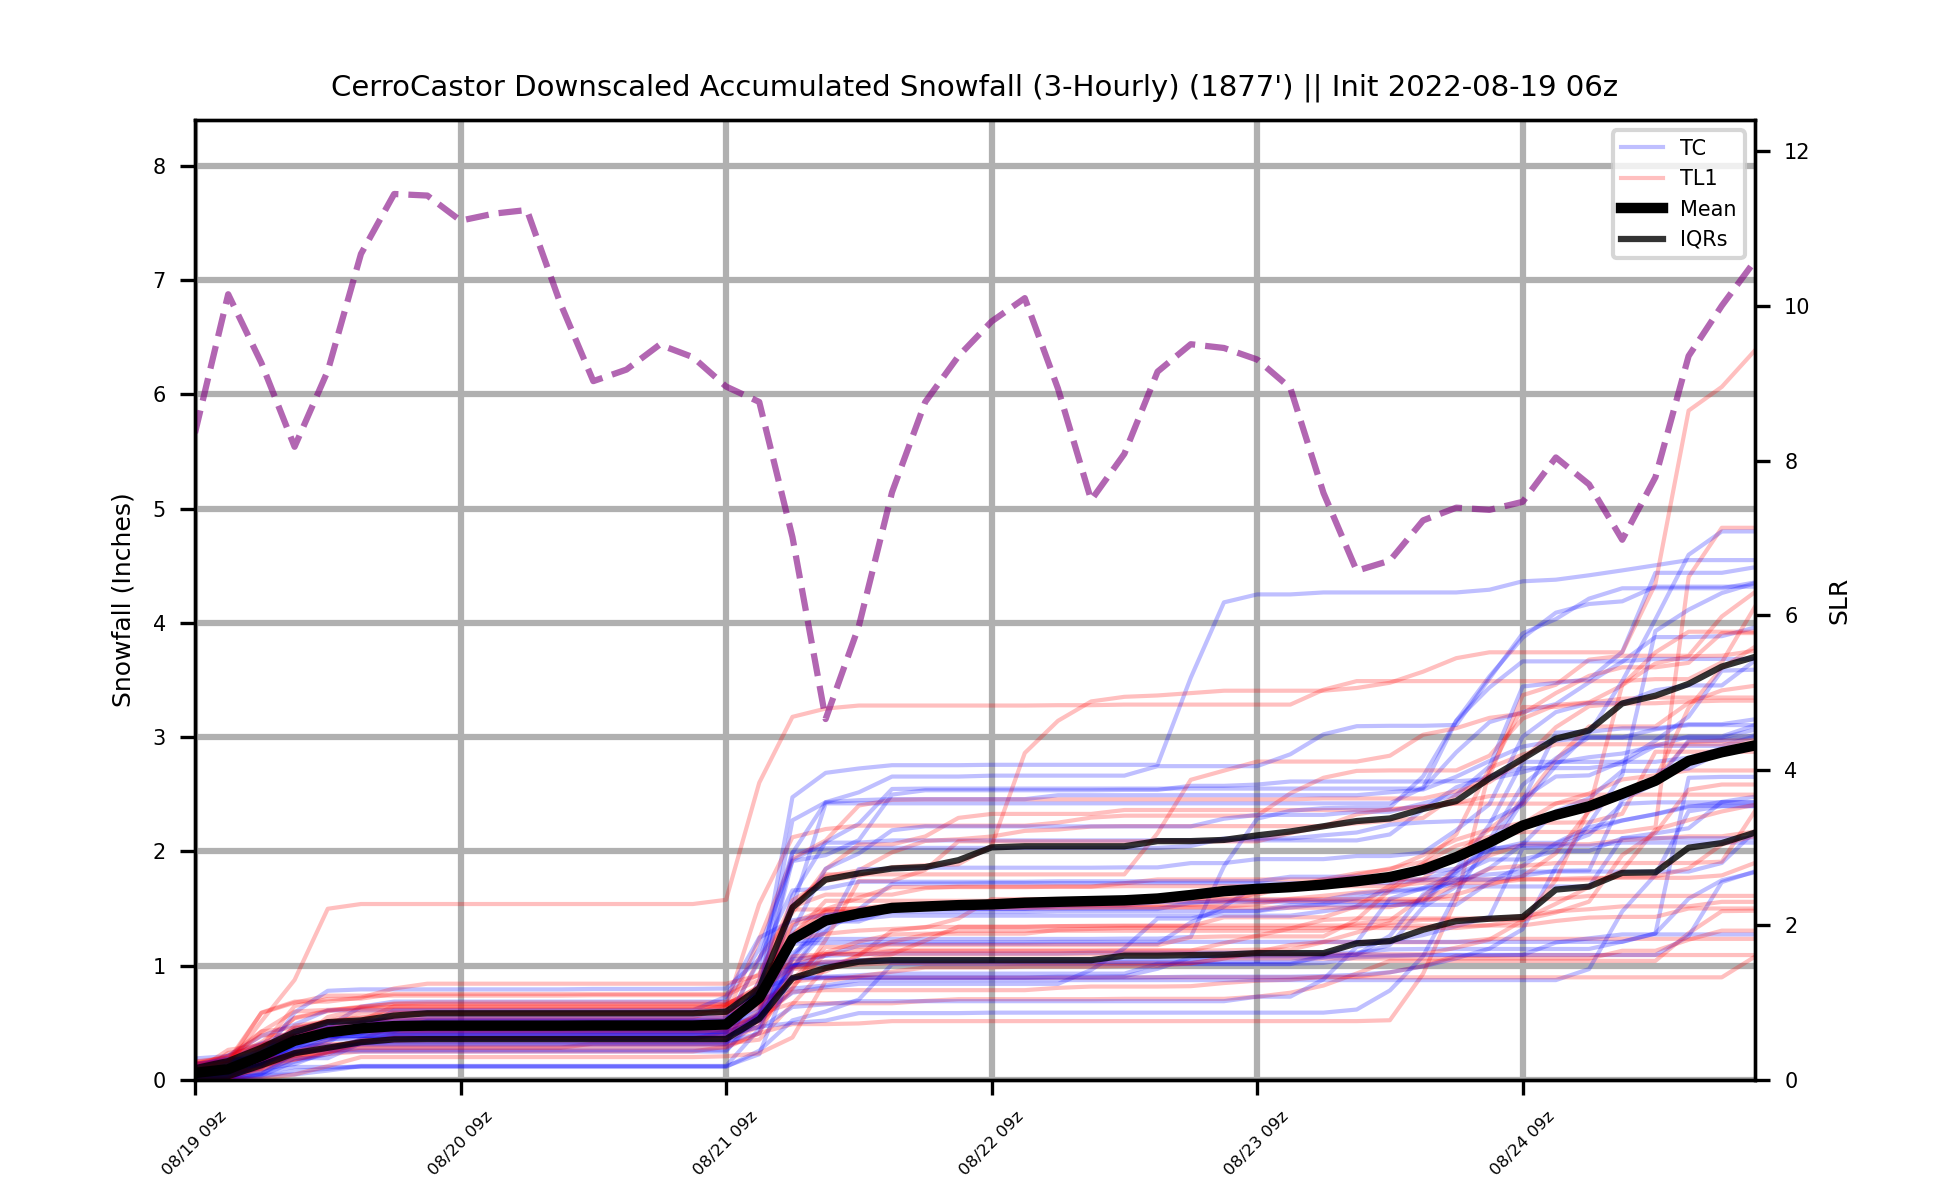 CerroCastor Downscaled Accumulated Snowfall (3-Hourly) (1877') || Init 2022-08-19 06z
TC
TL1
Mean
IQRs
Snowfall (Inches)
8
7
6
5
4
3
2
1
0
12
10
8
6
4
2
0
SLR
08/19 09z
08/20 09z
08/21 09z
08/22 09z
08/23 09z
08/24 09z